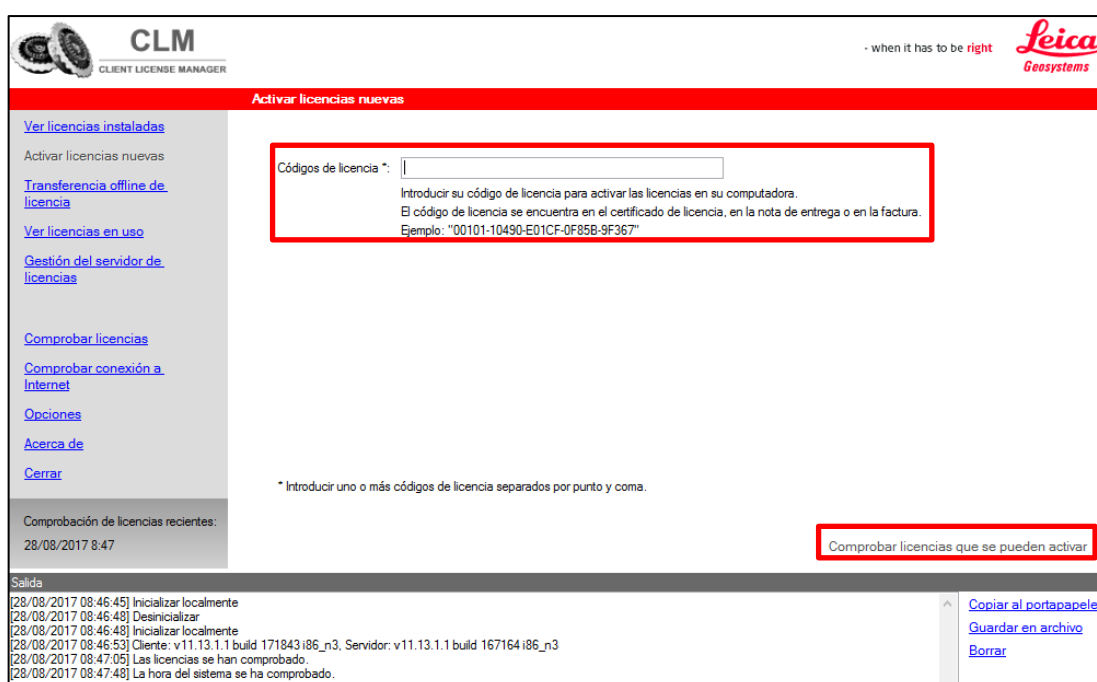 CLM
CLIENT LICENSE MANAGER
- when it has to be right
Leica
Geosystems
Activar licencias nuevas
Ver licencias instaladas
Activar licencias nuevas
Transferencia offline de
licencia
Ver licencias en uso
Gestión del servidor de
licencias
Comprobar licencias
Comprobar conexión a
Internet
Opciones
Acerca de
Cerrar
Comprobación de licencias recientes:
28/08/2017 8:47
Códigos de licencia *:
Introducir su código de licencia para activar las licencias en su computadora.
El código de licencia se encuentra en el certificado de licencia, en la nota de entrega o en la factura.
Ejemplo: "00101-10490-E01CF-0F85B-9F367"
* Introducir uno o más códigos de licencia separados por punto y coma.
Comprobar licencias que se pueden activar
Salida
[28/08/2017 08:46:45] Inicializar localmente
[28/08/2017 08:46:48] Desinicializar
[28/08/2017 08:46:48] Inicializar localmente
[28/08/2017 08:46:53] Cliente: v11.13.1.1 build 171843 i86_n3, Servidor: v11.13.1.1 build 167164 i86_n3
[28/08/2017 08:47:05] Las licencias se han comprobado.
[28/08/2017 08:47:48] La hora del sistema se ha comprobado.
Copiar al portapapele
Guardar en archivo
Borrar